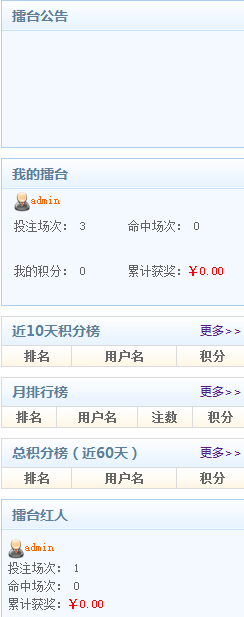 擂台公告
我的擂台
admin
投注场次: 3 命中场次: 0
我的积分: 0 累计获奖:￥0.00
近10天积分榜 更多>>
排名 用户名 积分
月排行榜 更多>>
排名 用户名 注数 积分
总积分榜（近60天） 更多>>
排名 用户名 积分
擂台红人
admin
投注场次: 1
命中场次: 0
累计获奖:￥0.00